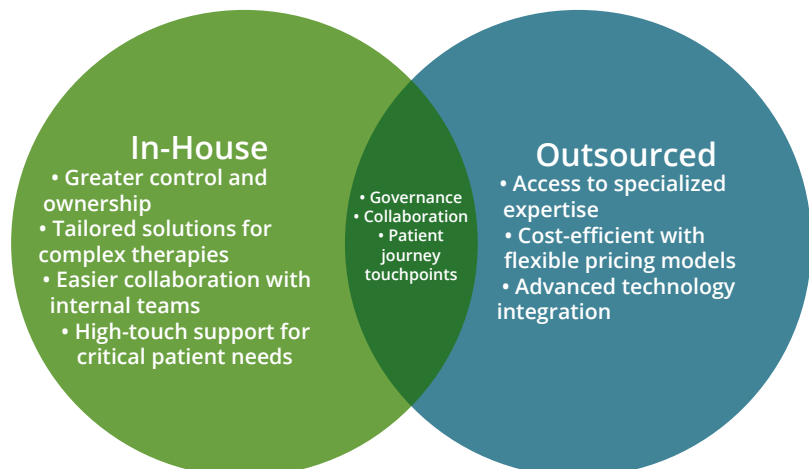 In-House
• Greater control and
ownership
• Tailored solutions for
complex therapies
• Easier collaboration with
internal teams
• High-touch support for
critical patient needs
• Governance
• Collaboration
• Patient
journey
touchpoints
Outsourced
• Access to specialized
expertise
• Cost-efficient with
flexible pricing models
• Advanced technology
integration